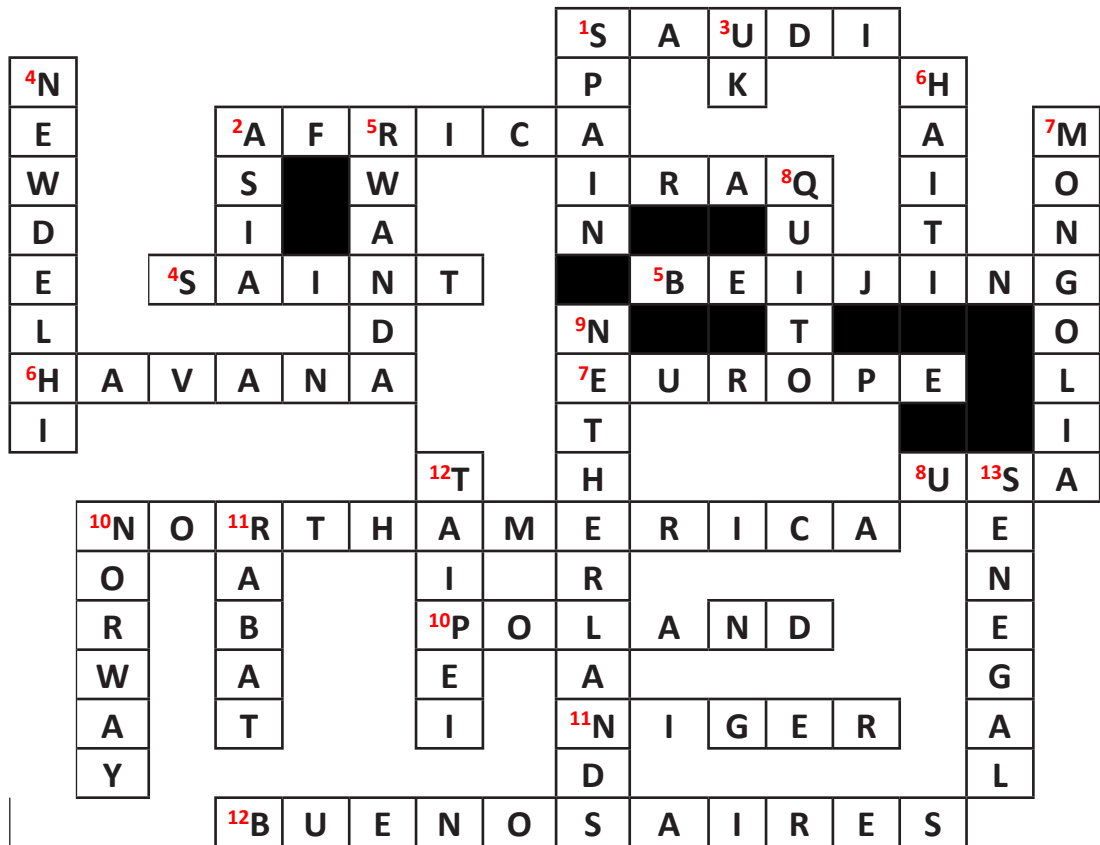 1S A 3U D I
4N P K 6H
E 2A F 5R I C A A 7M
W S W I R A 8Q I O
D I A N U T N
E 4S A I N T 5B E I J I N G
L D 9N T O
6H A V A N A 7E U R O P E L
I T I
12T H 8U 13S A
10N O 11R T H A M E R I C A E
O A I R N
R B 10P O L A N D E
W A E A G
A T I 11N I G E R A
Y D L
12B U E N O S A I R E S